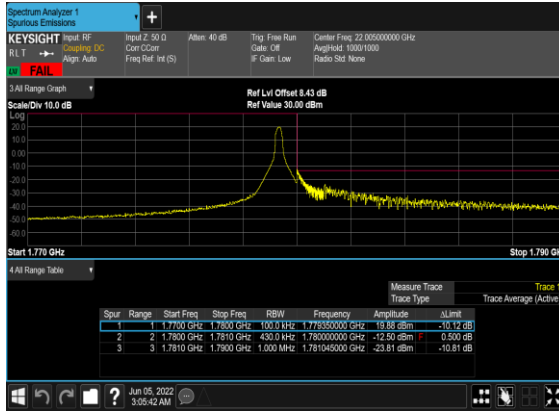 Spectrum Analyzer 1
Spurious Emissions
+
KEYSIGHT Input: RF Input Z: 50 Ω Atten: 40 dB Trig: Free Run Center Freq: 22.005000000 GHz
RLT Coupling: DC Corr CCorr Gate: Off Avg|Hold: 1000/1000
Align: Auto Freq Ref: Int (S) IF Gain: Low Radio Std: None
LV FAIL
3 All Range Graph
Ref Lvl Offset 8.43 dB
Scale/Div 10.0 dB Ref Value 30.00 dBm
Log
20.0
10.0
0.00
-10.0
-20.0
-30.0
-40.0
-50.0
-60.0
Start 1.770 GHz Stop 1.790 GH
4 All Range Table
Measure Trace Trace 1
Trace Type Trace Average (Active
Spur Range Start Freq Stop Freq RBW Frequency Amplitude ΔLimit
1 1 1.7700 GHz 1.7800 GHz 100.0 kHz 1.779350000 GHz 19.88 dBm -10.12 dB
2 2 1.7800 GHz 1.7810 GHz 430.0 kHz 1.780000000 GHz -12.50 dBm F 0.500 dB
3 3 1.7810 GHz 1.7900 GHz 1.000 MHz 1.781045000 GHz -23.81 dBm -10.81 dB
? Jun 05, 2022
3:05:42 AM